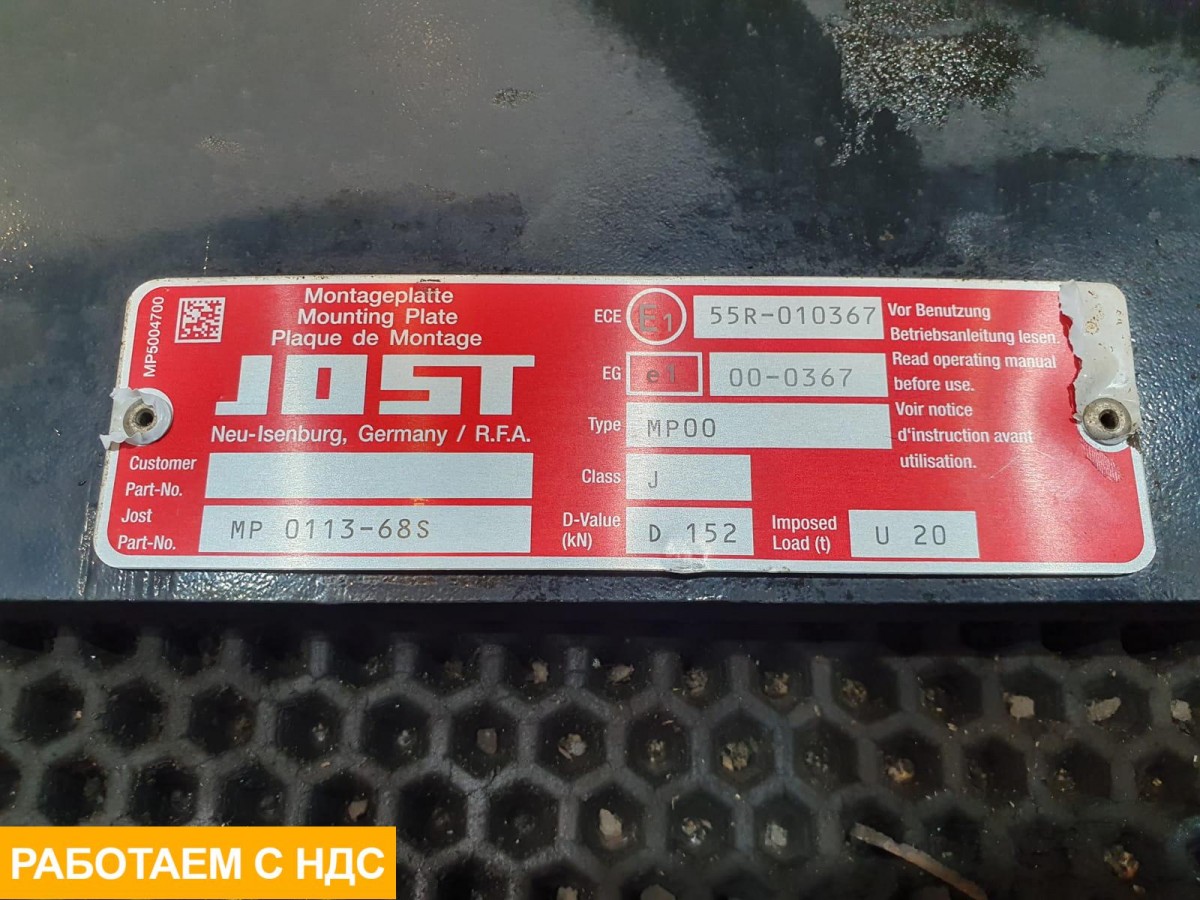 MP5004700
Montageplatte
Mounting Plate
Plaque de Montage
JOST
Neu-Isenburg, Germany / R.F.A.
Customer
Part-No.
Jost
Part-No. MP 0113-68S
ECE E1 55R-010367
EG e1 00-0367
Type MP00
Class J
D-Value
(kN) D 152
Imposed
Load (t) U 20
Vor Benutzung
Betriebsanleitung lesen.
Read operating manual
before use.
Voir notice
d'instruction avant
utilisation.
РАБОТАЕМ С НДС